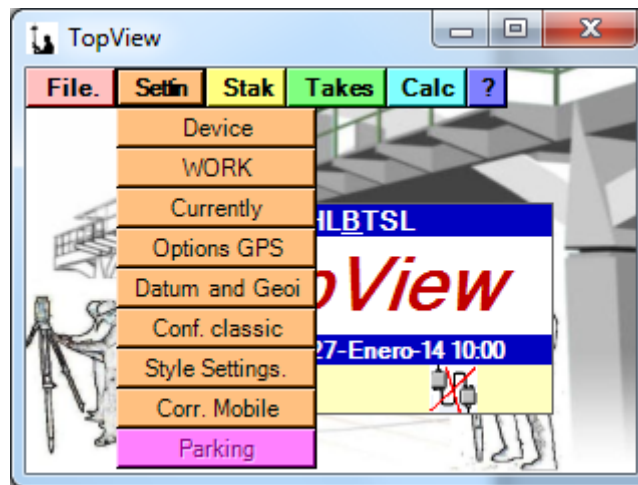 TopView
File. Settin Stak Takes Calc ?
Device
WORK
Currently
Options GPS
Datum and Geoi
Conf. classic
Style Settings.
Corr. Mobile
Parking
HLBTSL
pView
27-Enero-14 10:00